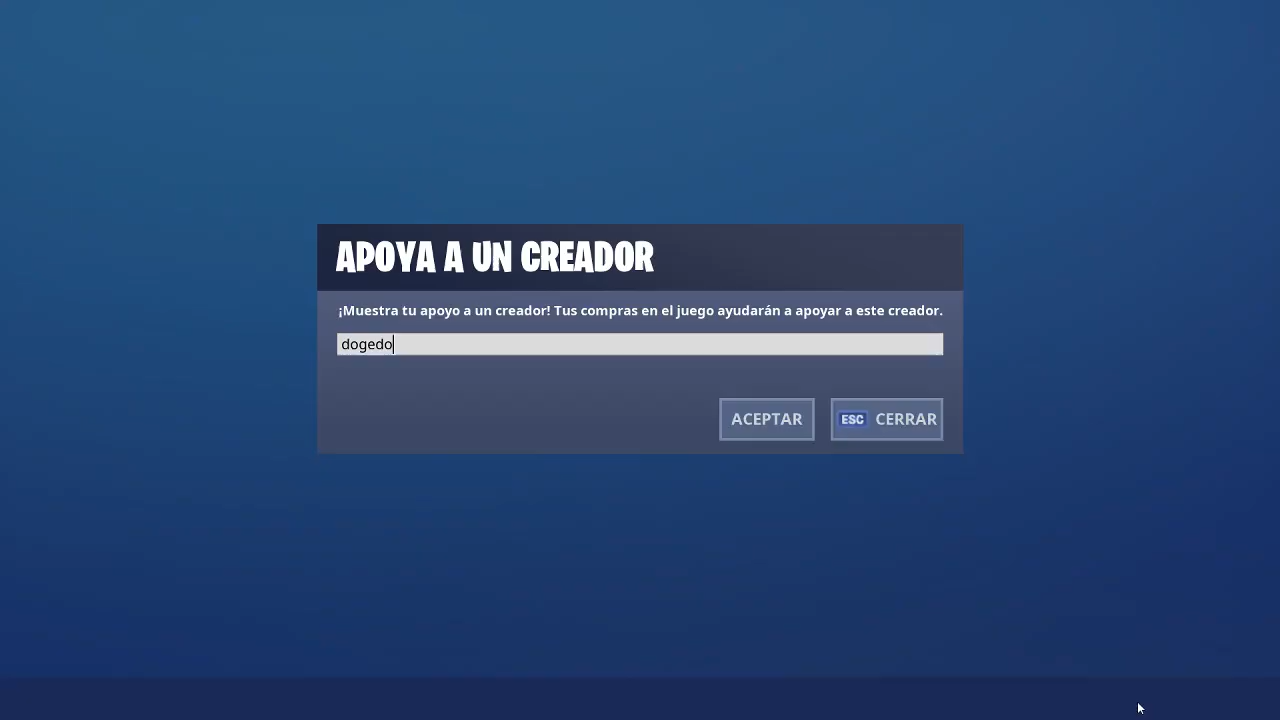 APOYA A UN CREADOR
¡Muestra tu apoyo a un creador! Tus compras en el juego ayudarán a apoyar a este creador.
dogedo
ACEPTAR
ESC CERRAR